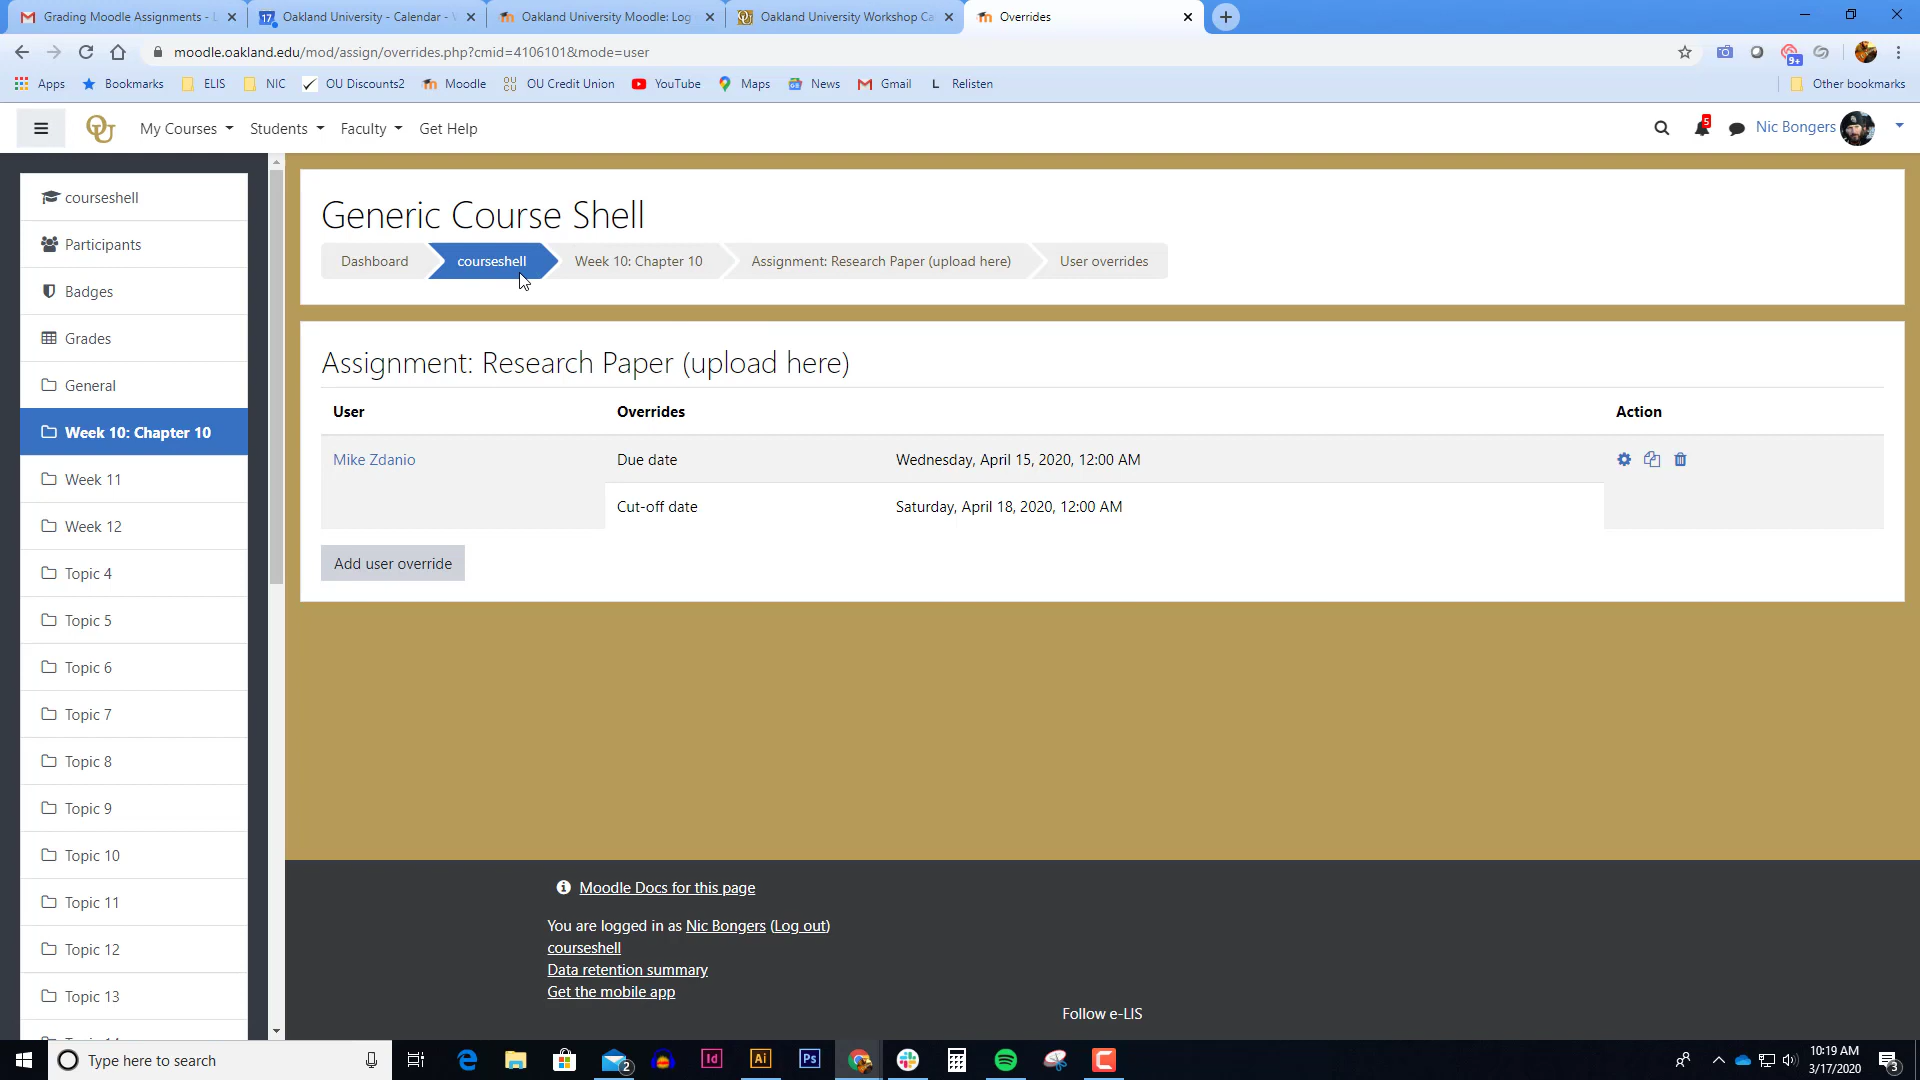 Grading Moodle Assignments - L
Oakland University - Calendar - W
Oakland University Moodle: Log
Oakland University Workshop Ca
Overrides
moodle.oakland.edu/mod/assign/overrides.php?cmid=4106101&mode=user
9+
Apps
Bookmarks
ELIS
NIC
OU Discounts2
Moodle
OU Credit Union
YouTube
Maps
News
Gmail
L
Relisten
Other bookmarks
My Courses
Students
Faculty
Get Help
5
Nic Bongers
courseshell
Participants
Badges
Grades
General
Week 10: Chapter 10
Week 11
Week 12
Topic 4
Topic 5
Topic 6
Topic 7
Topic 8
Topic 9
Topic 10
Topic 11
Topic 12
Topic 13
Generic Course Shell
Dashboard
courseshell
Week 10: Chapter 10
Assignment: Research Paper (upload here)
User overrides
Assignment: Research Paper (upload here)
User
Overrides
Action
Mike Zdanio
Due date
Wednesday, April 15, 2020, 12:00 AM
Cut-off date
Saturday, April 18, 2020, 12:00 AM
Add user override
Moodle Docs for this page
You are logged in as Nic Bongers (Log out)
courseshell
Data retention summary
Get the mobile app
Follow e-LIS
Type here to search
2
Id
Ai
Ps
10:19 AM
3/17/2020
3